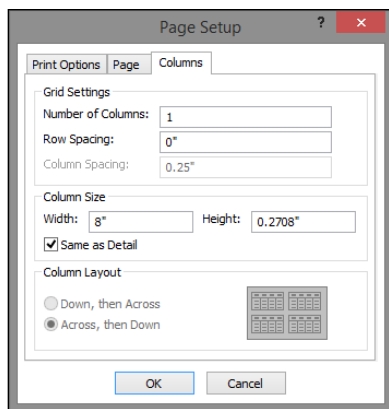 Page Setup ?
Print Options Page Columns
Grid Settings
Number of Columns: 1
Row Spacing: 0"
Column Spacing: 0.25"
Column Size
Width: 8" Height: 0.2708"
Same as Detail
Column Layout
Down, then Across
Across, then Down
OK Cancel